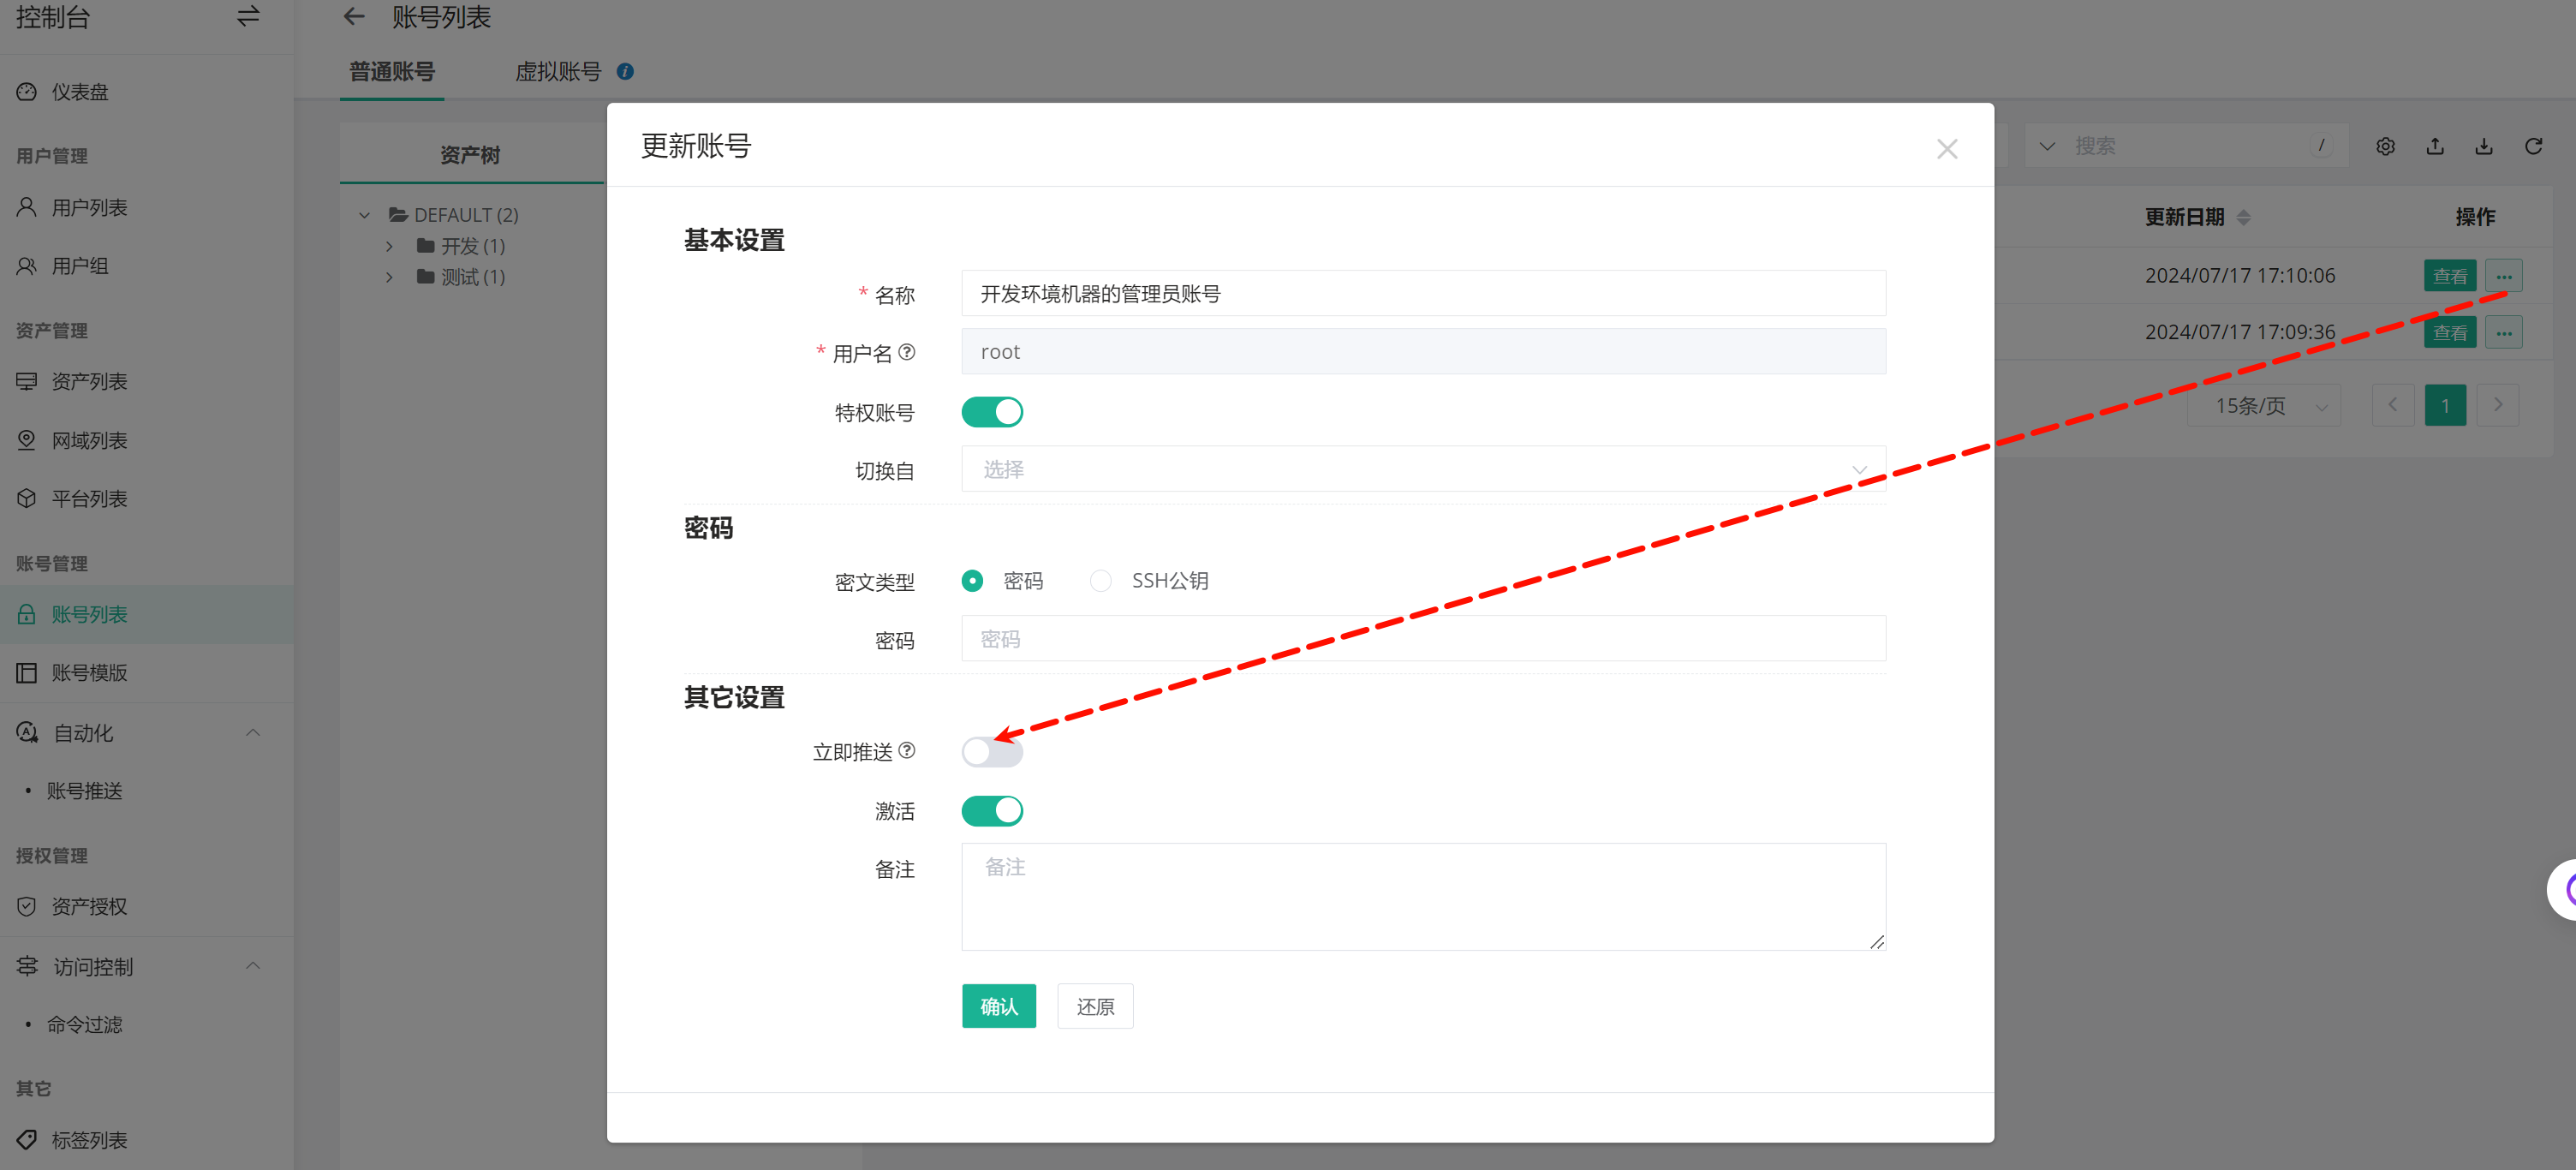 控制台
账号列表
普通账号
虚拟账号
仪表盘
用户管理
用户列表
用户组
资产管理
资产列表
网域列表
平台列表
账号管理
账号列表
账号模版
自动化
账号推送
授权管理
资产授权
访问控制
命令过滤
其它
标签列表
资产树
DEFAULT (2)
开发 (1)
测试 (1)
更新账号
基本设置
* 名称
开发环境机器的管理员账号
* 用户名
root
特权账号
切换自
选择
密码
密文类型
密码
SSH公钥
密码
密码
其它设置
立即推送
激活
备注
备注
确认
还原
搜索
/
更新日期
操作
2024/07/17 17:10:06
查看
...
2024/07/17 17:09:36
查看
...
15条/页
1